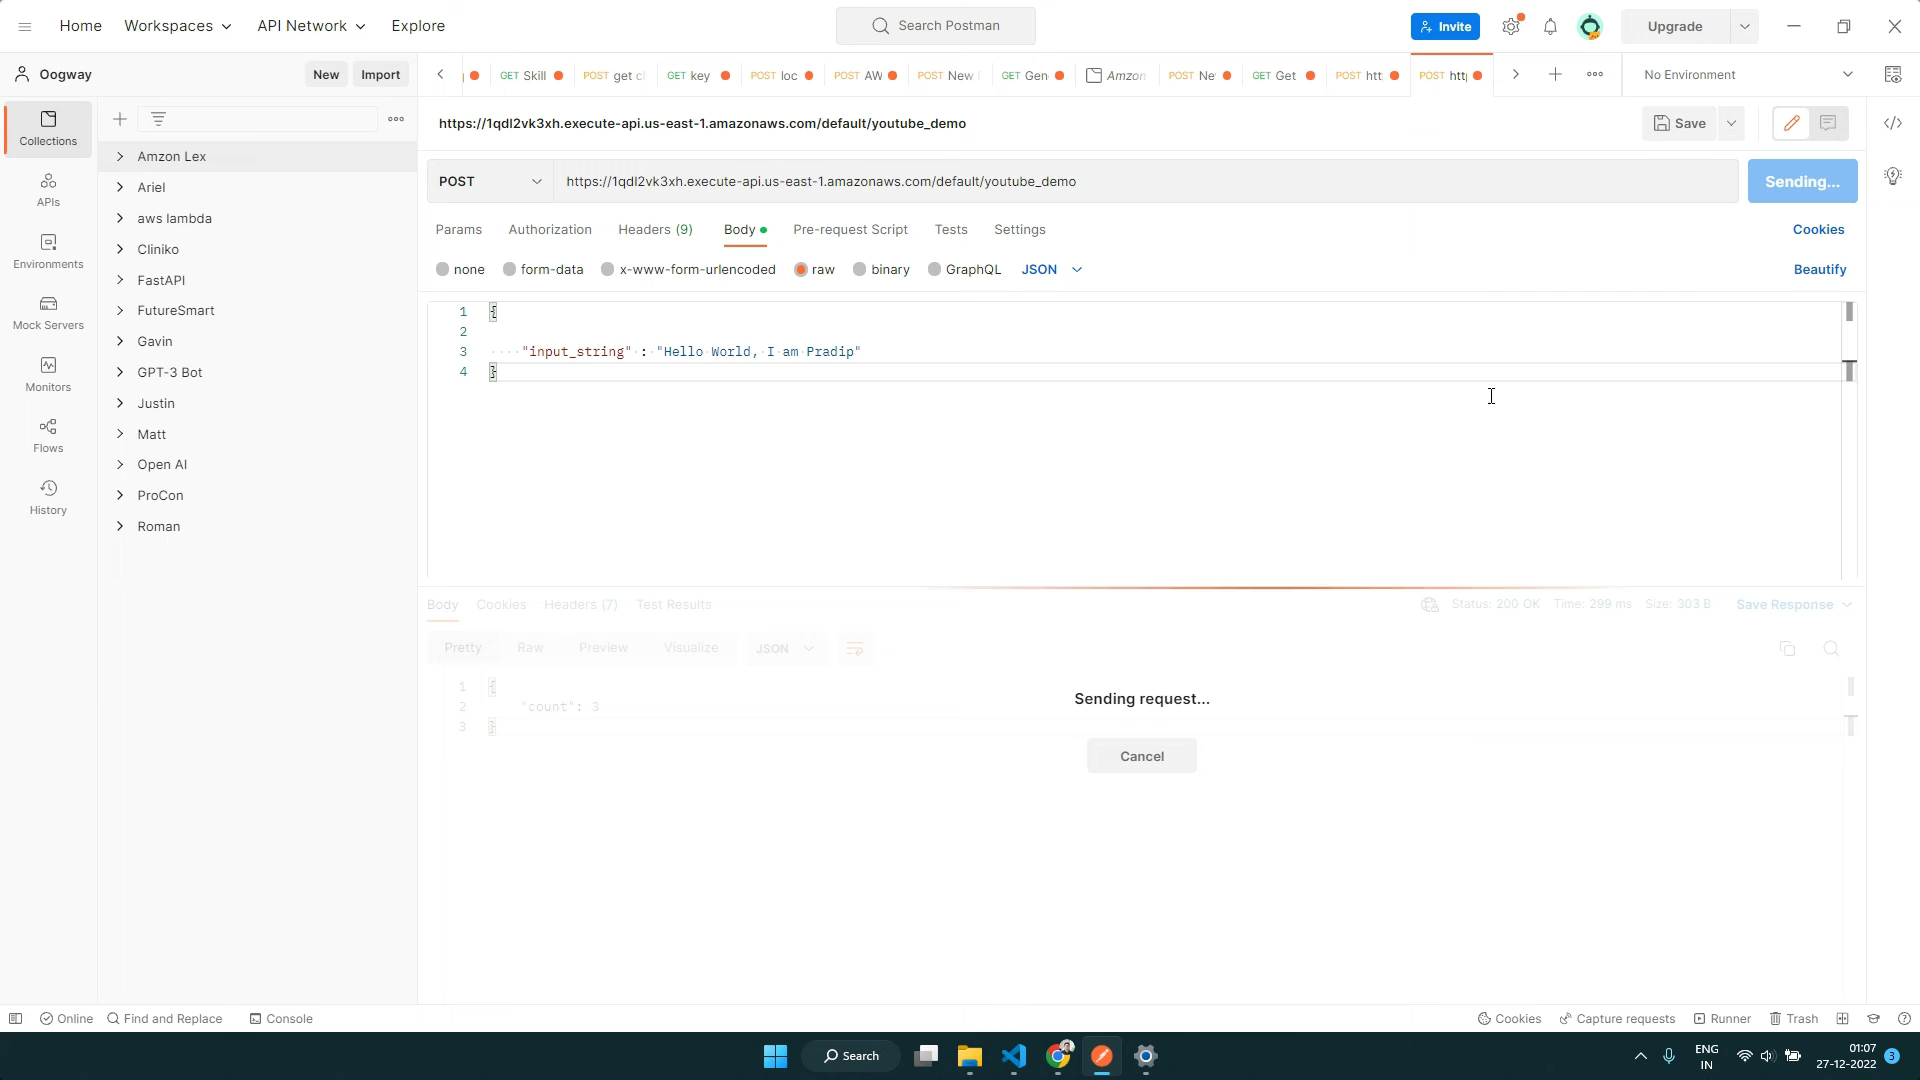 Home Workspaces API Network Explore Search Postman Invite Upgrade
Oogway New Import GET Skill POST get cl GET key POST loc POST AW POST New GET Gen Amzon POST Ne GET Get POST htt POST htt No Environment
Collections
APIs
Environments
Mock Servers
Monitors
Flows
History
Amzon Lex
Ariel
aws lambda
Cliniko
FastAPI
FutureSmart
Gavin
GPT-3 Bot
Justin
Matt
Open AI
ProCon
Roman
https://1qdl2vk3xh.execute-api.us-east-1.amazonaws.com/default/youtube_demo Save
POST https://1qdl2vk3xh.execute-api.us-east-1.amazonaws.com/default/youtube_demo Sending...
Params Authorization Headers (9) Body Pre-request Script Tests Settings Cookies
none form-data x-www-form-urlencoded raw binary GraphQL JSON Beautify
1 {
2
3 "input_string" : "Hello World, I am Pradip"
4 }
Body Cookies Headers (7) Test Results Status: 200 OK Time: 299 ms Size: 303 B Save Response
Pretty Raw Preview Visualize JSON
1 {
2 "count": 3
3 }
Sending request...
Cancel
Online Find and Replace Console Cookies Capture requests Runner Trash
Search ENG IN 01:07 27-12-2022 3